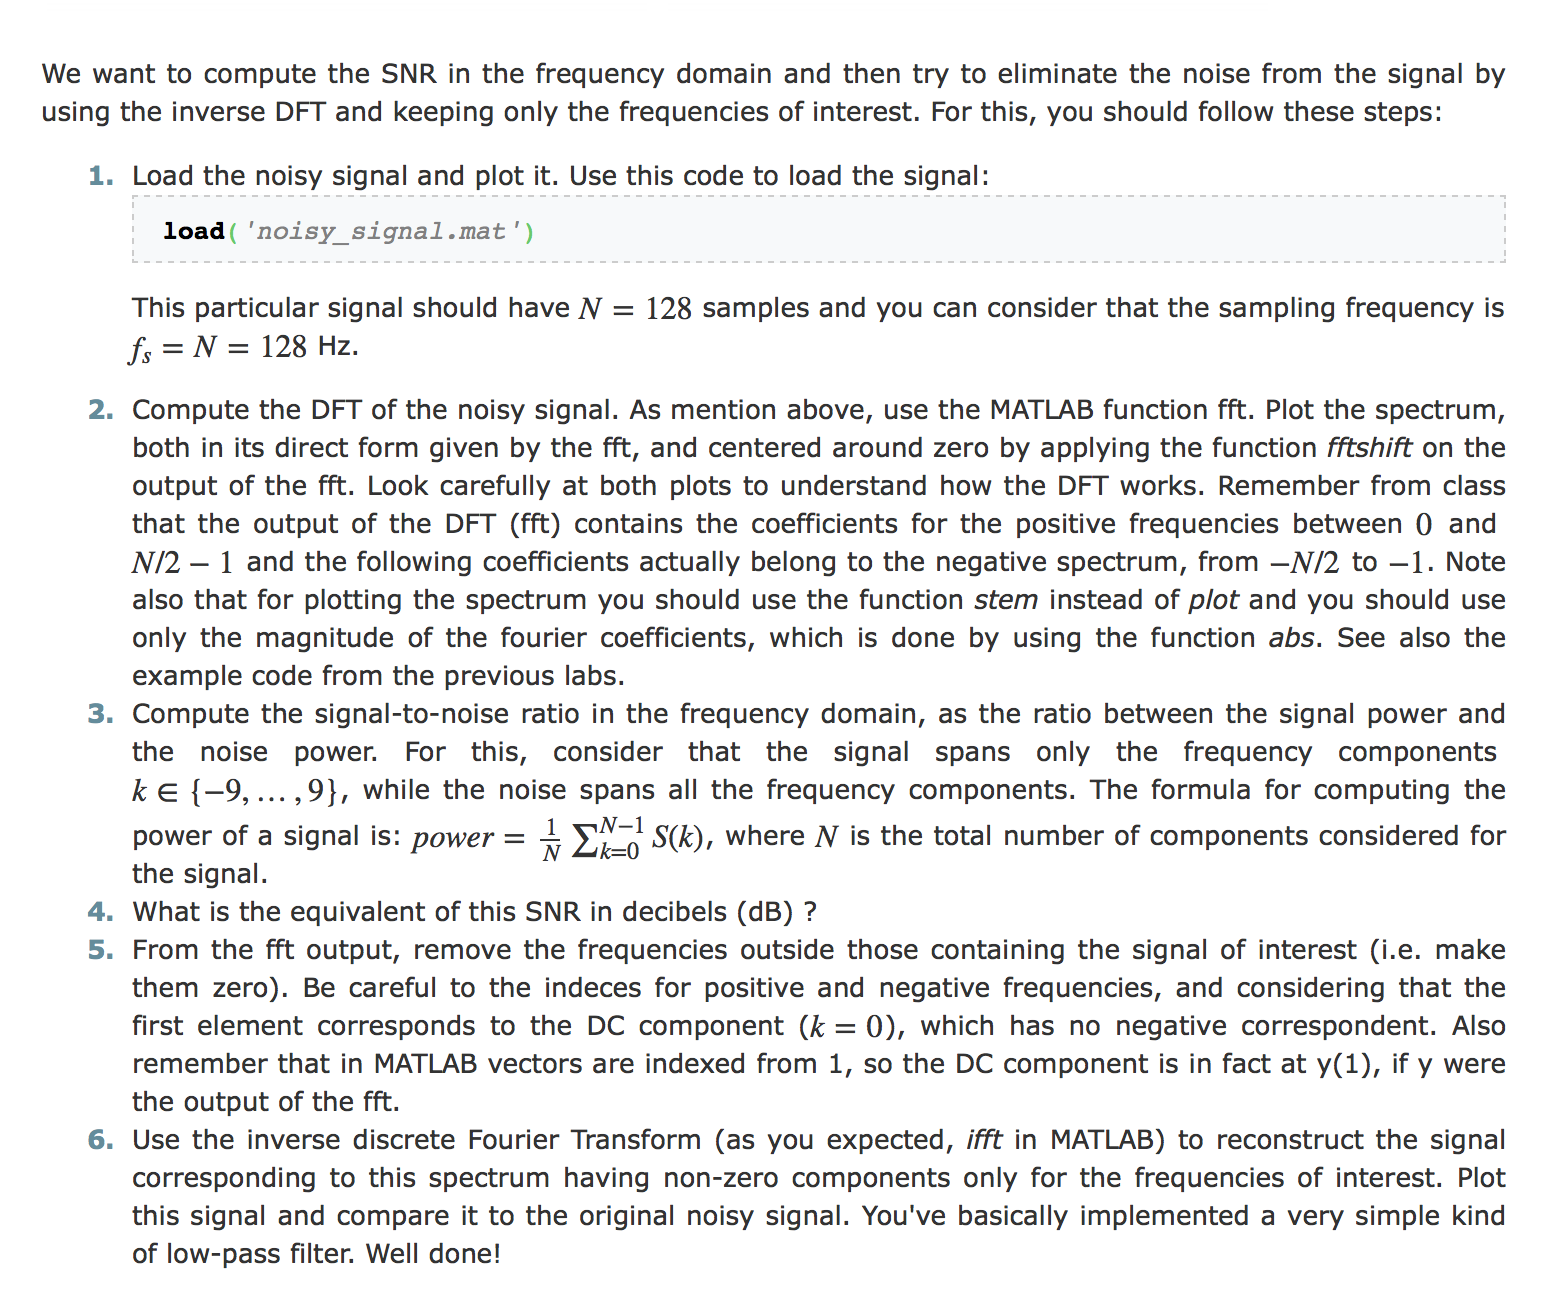 We want to compute the SNR in the frequency domain and then try to eliminate the noise from the signal by
using the inverse DFT and keeping only the frequencies of interest. For this, you should follow these steps:
1. Load the noisy signal and plot it. Use this code to load the signal:
load('noisy_signal.mat')
This particular signal should have N = 128 samples and you can consider that the sampling frequency is
fₛ = N = 128 Hz.
2. Compute the DFT of the noisy signal. As mention above, use the MATLAB function fft. Plot the spectrum,
both in its direct form given by the fft, and centered around zero by applying the function fftshift on the
output of the fft. Look carefully at both plots to understand how the DFT works. Remember from class
that the output of the DFT (fft) contains the coefficients for the positive frequencies between 0 and
N/2 − 1 and the following coefficients actually belong to the negative spectrum, from −N/2 to −1. Note
also that for plotting the spectrum you should use the function stem instead of plot and you should use
only the magnitude of the fourier coefficients, which is done by using the function abs. See also the
example code from the previous labs.
3. Compute the signal-to-noise ratio in the frequency domain, as the ratio between the signal power and
the noise power. For this, consider that the signal spans only the frequency components
k ∈ {−9, … , 9}, while the noise spans all the frequency components. The formula for computing the
power of a signal is: power = 1/N ∑_{k=0}^{N−1} S(k), where N is the total number of components considered for
the signal.
4. What is the equivalent of this SNR in decibels (dB) ?
5. From the fft output, remove the frequencies outside those containing the signal of interest (i.e. make
them zero). Be careful to the indeces for positive and negative frequencies, and considering that the
first element corresponds to the DC component (k = 0), which has no negative correspondent. Also
remember that in MATLAB vectors are indexed from 1, so the DC component is in fact at y(1), if y were
the output of the fft.
6. Use the inverse discrete Fourier Transform (as you expected, ifft in MATLAB) to reconstruct the signal
corresponding to this spectrum having non-zero components only for the frequencies of interest. Plot
this signal and compare it to the original noisy signal. You've basically implemented a very simple kind
of low-pass filter. Well done!